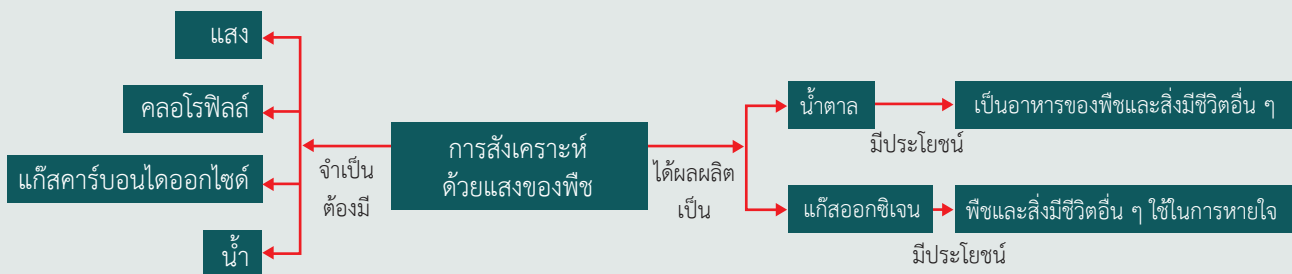 แสง
คลอโรฟิลล์
แก๊สคาร์บอนไดออกไซด์
น้ำ
จำเป็น
ต้องมี
การสังเคราะห์
ด้วยแสงของพืช
ได้ผลผลิต
เป็น
น้ำตาล
มีประโยชน์
เป็นอาหารของพืชและสิ่งมีชีวิตอื่น ๆ
แก๊สออกซิเจน
มีประโยชน์
พืชและสิ่งมีชีวิตอื่น ๆ ใช้ในการหายใจ